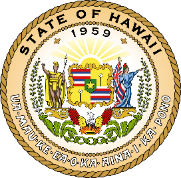 STATE OF HAWAII
1959
UA MAU KE EA O KA AINA I KA PONO